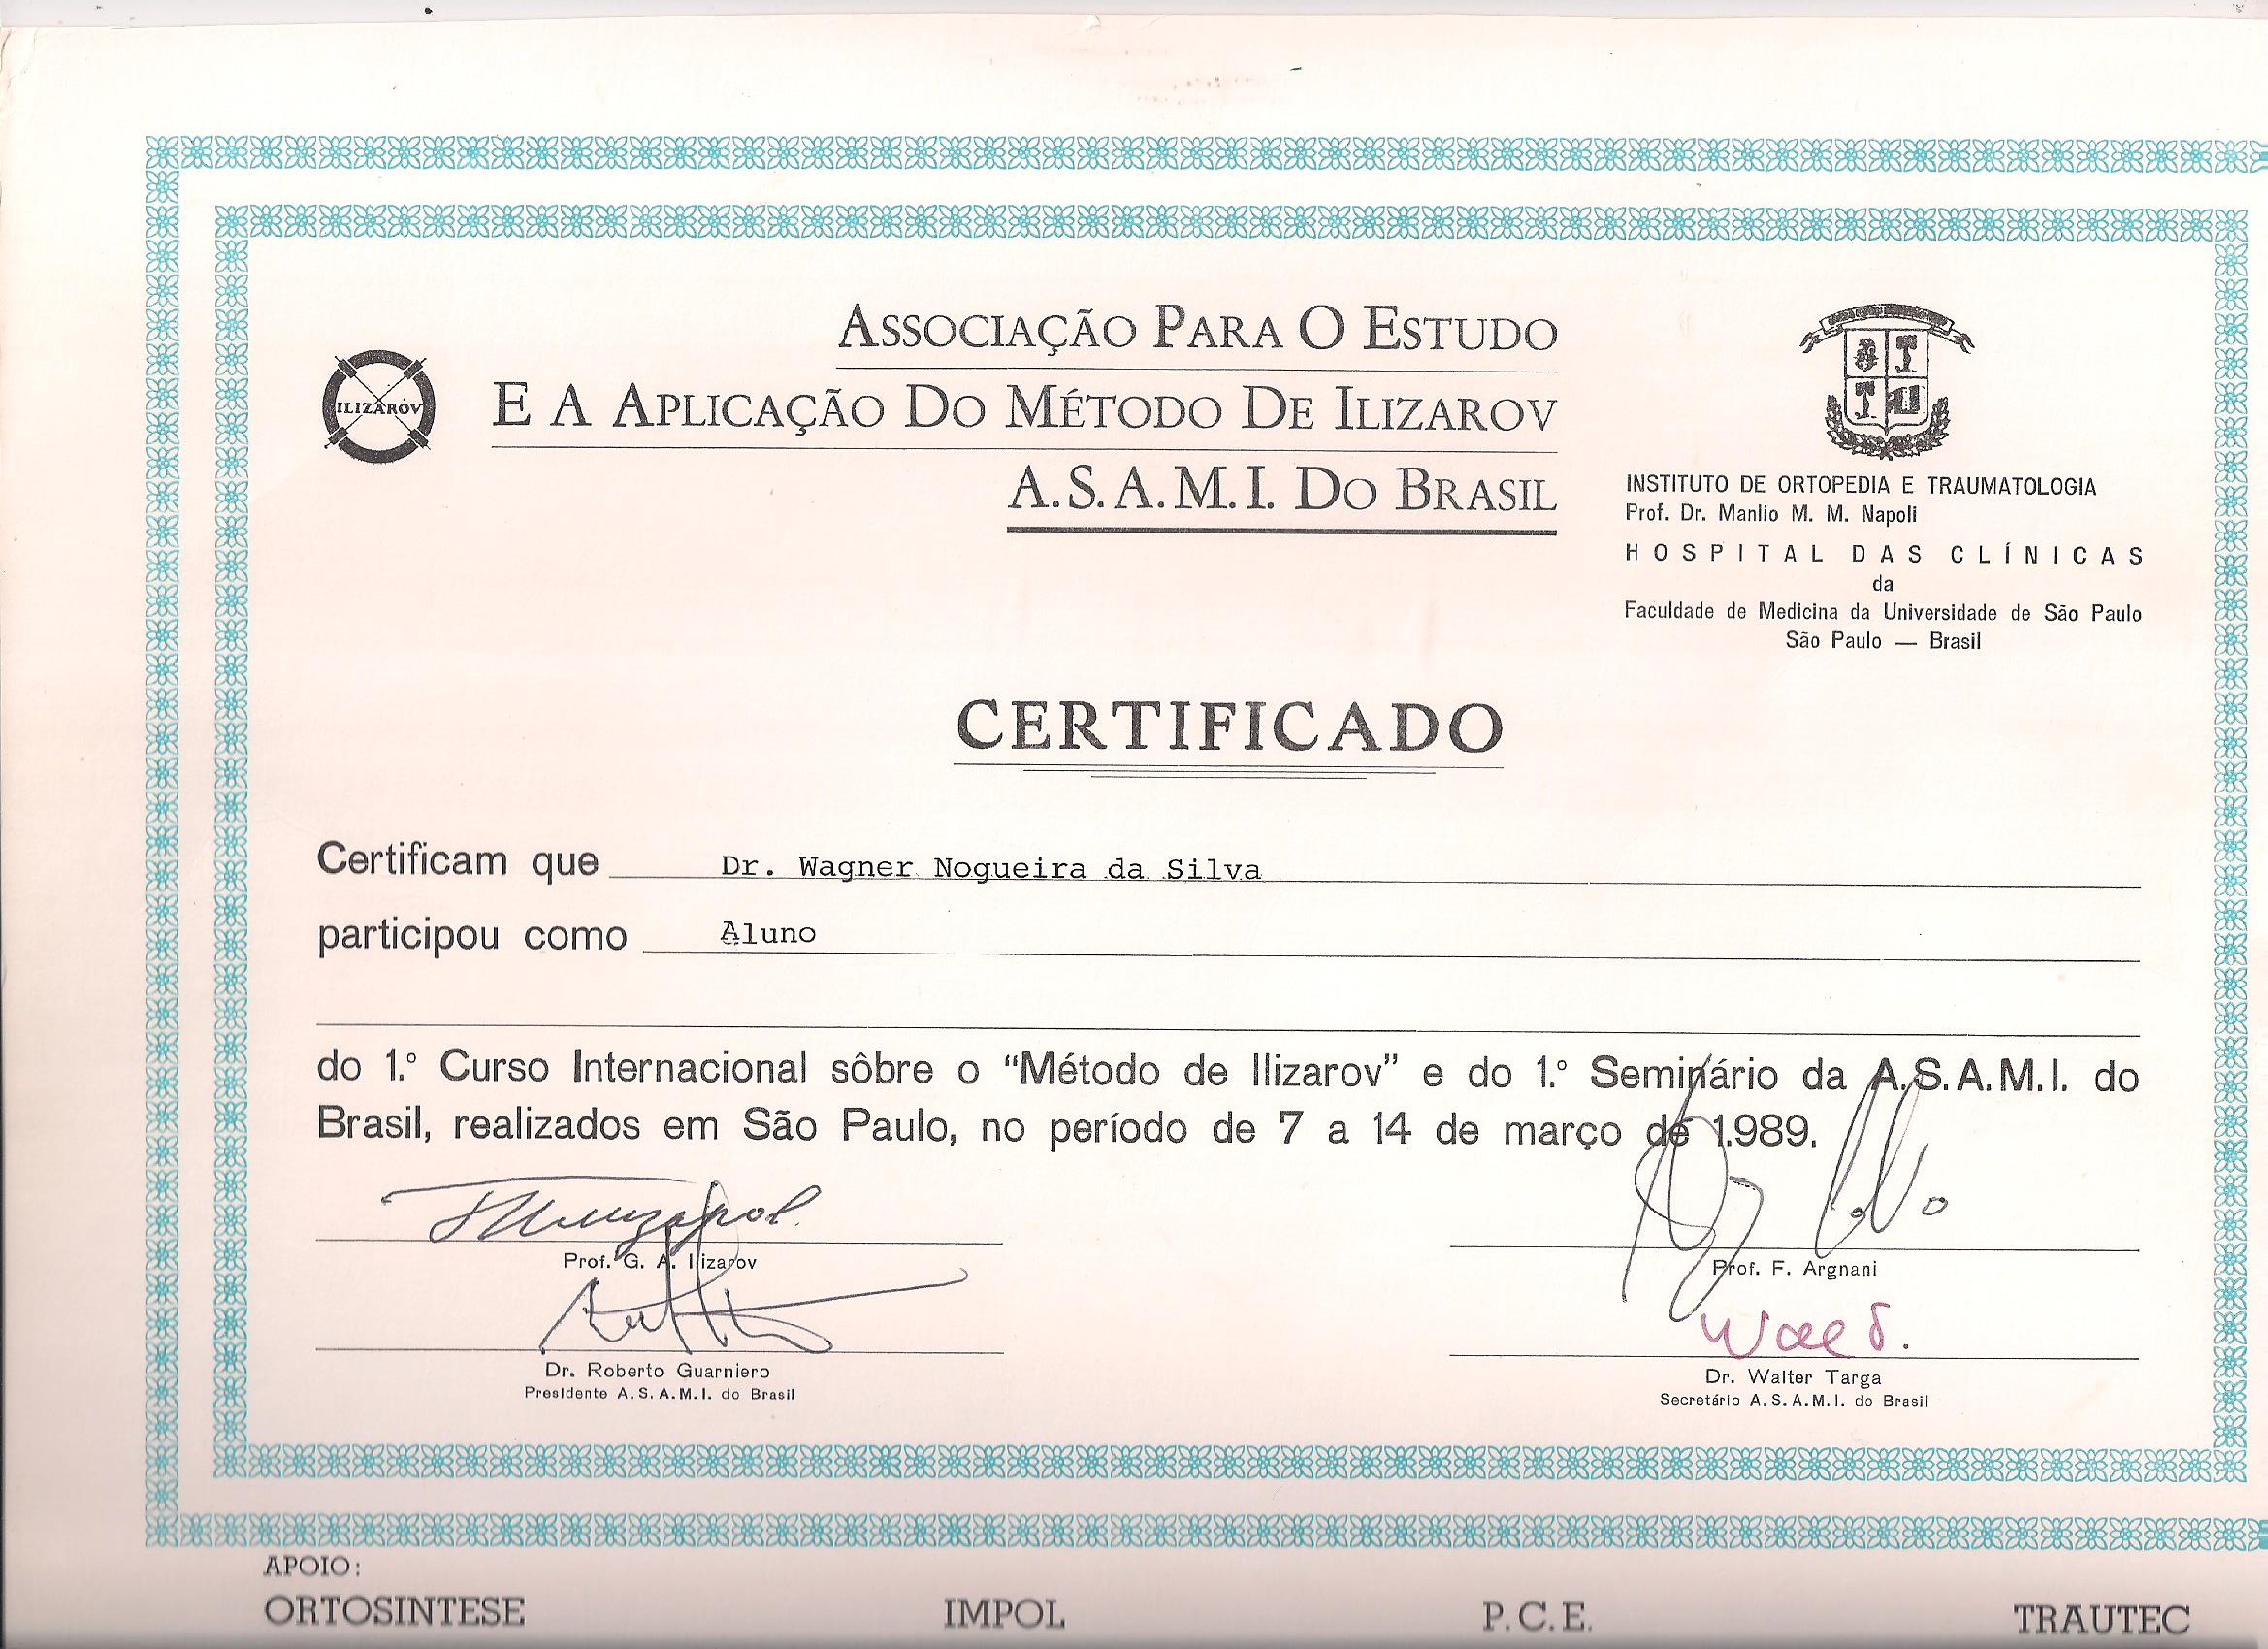 ASSOCIAÇÃO PARA O ESTUDO
E A APLICAÇÃO DO MÉTODO DE ILIZAROV
A.S.A.M.I. DO BRASIL
ILIZAROV
INSTITUTO DE ORTOPEDIA E TRAUMATOLOGIA
Prof. Dr. Manlio M. M. Napoli
HOSPITAL DAS CLÍNICAS
da
Faculdade de Medicina da Universidade de São Paulo
São Paulo — Brasil
CERTIFICADO
Certificam que Dr. Wagner Nogueira da Silva
participou como Aluno
do 1.º Curso Internacional sôbre o “Método de Ilizarov” e do 1.º Seminário da A.S.A.M.I. do
Brasil, realizados em São Paulo, no período de 7 a 14 de março de 1.989.
Prof. G. A. Ilizarov
Prof. F. Argnani
Dr. Roberto Guarniero
Presidente A.S.A.M.I. do Brasil
Dr. Walter Targa
Secretário A.S.A.M.I. do Brasil
APOIO:
ORTOSINTESE IMPOL P.C.E. TRAUTEC